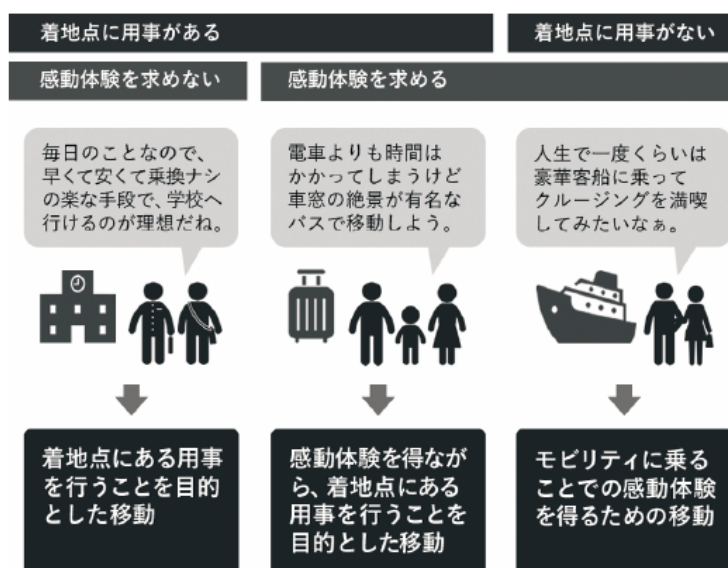 着地点に用事がある
着地点に用事がない
感動体験を求めない
感動体験を求める
毎日のことなので、
早くて安くて乗換ナシ
の楽な手段で、学校へ
行けるのが理想だね。
電車よりも時間は
かかってしまうけど
車窓の絶景が有名な
バスで移動しよう。
人生で一度くらいは
豪華客船に乗って
クルージングを満喫
してみたいなぁ。
着地点にある用事
を行うことを目的
とした移動
感動体験を得なが
ら、着地点にある
用事を行うことを
目的とした移動
モビリティに乗る
ことでの感動体験
を得るための移動